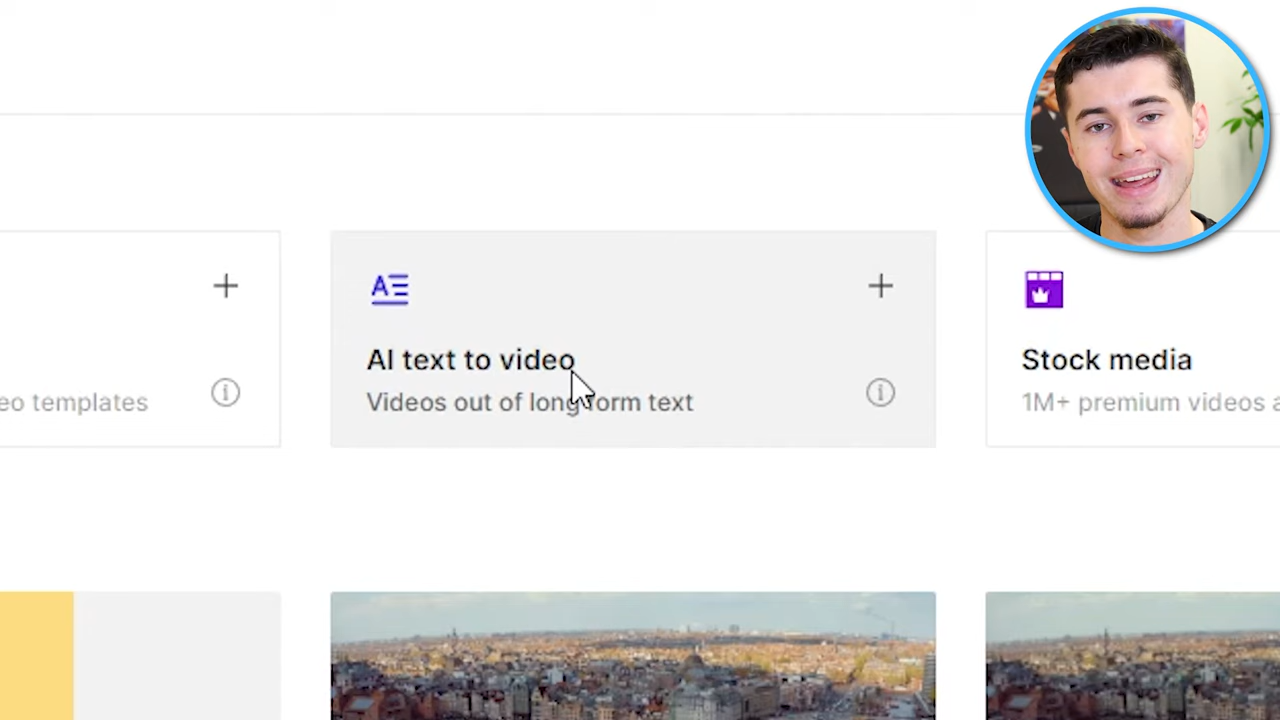 eo templates
AI text to video
Videos out of long form text
Stock media
1M+ premium videos a